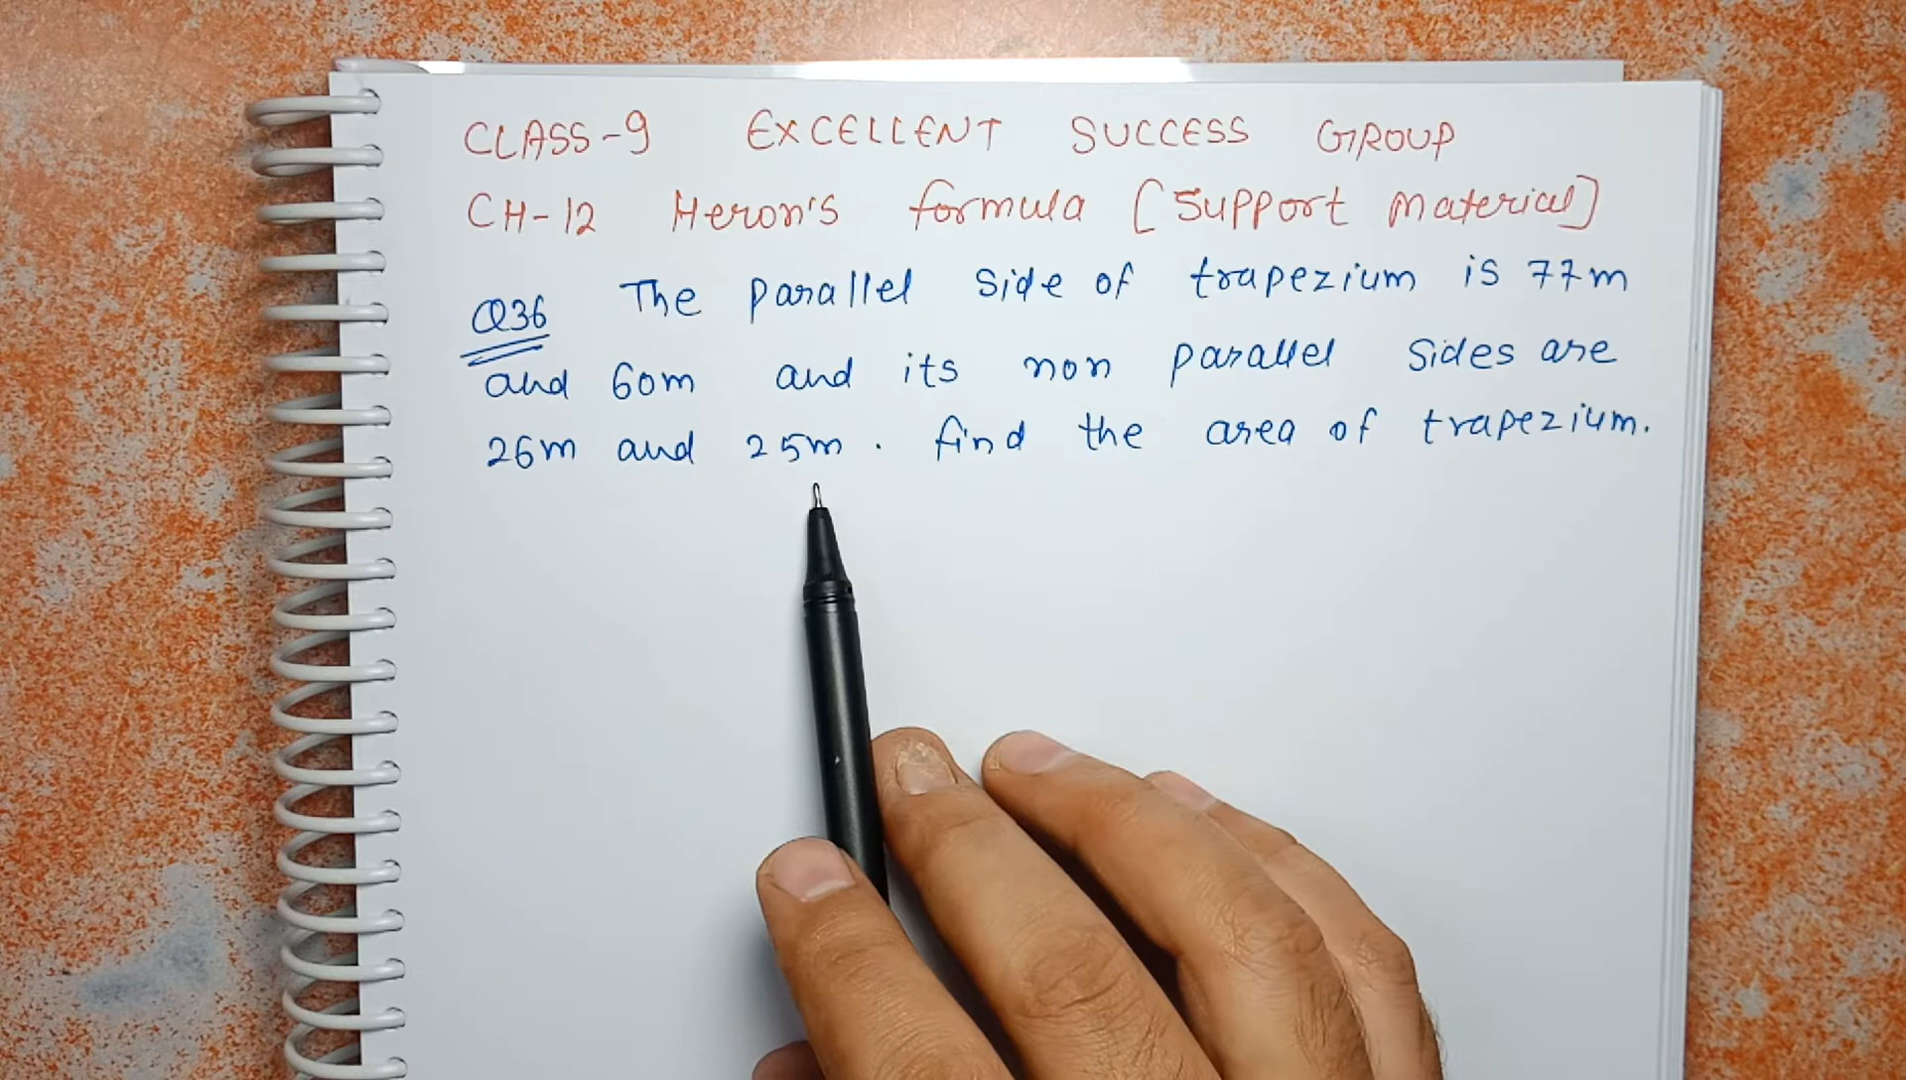 CLASS-9 EXCELLENT SUCCESS GROUP
CH-12 Heron's formula [Support Material]
Q36 The parallel side of trapezium is 77m
and 60m and its non parallel sides are
26m and 25m. find the area of trapezium.